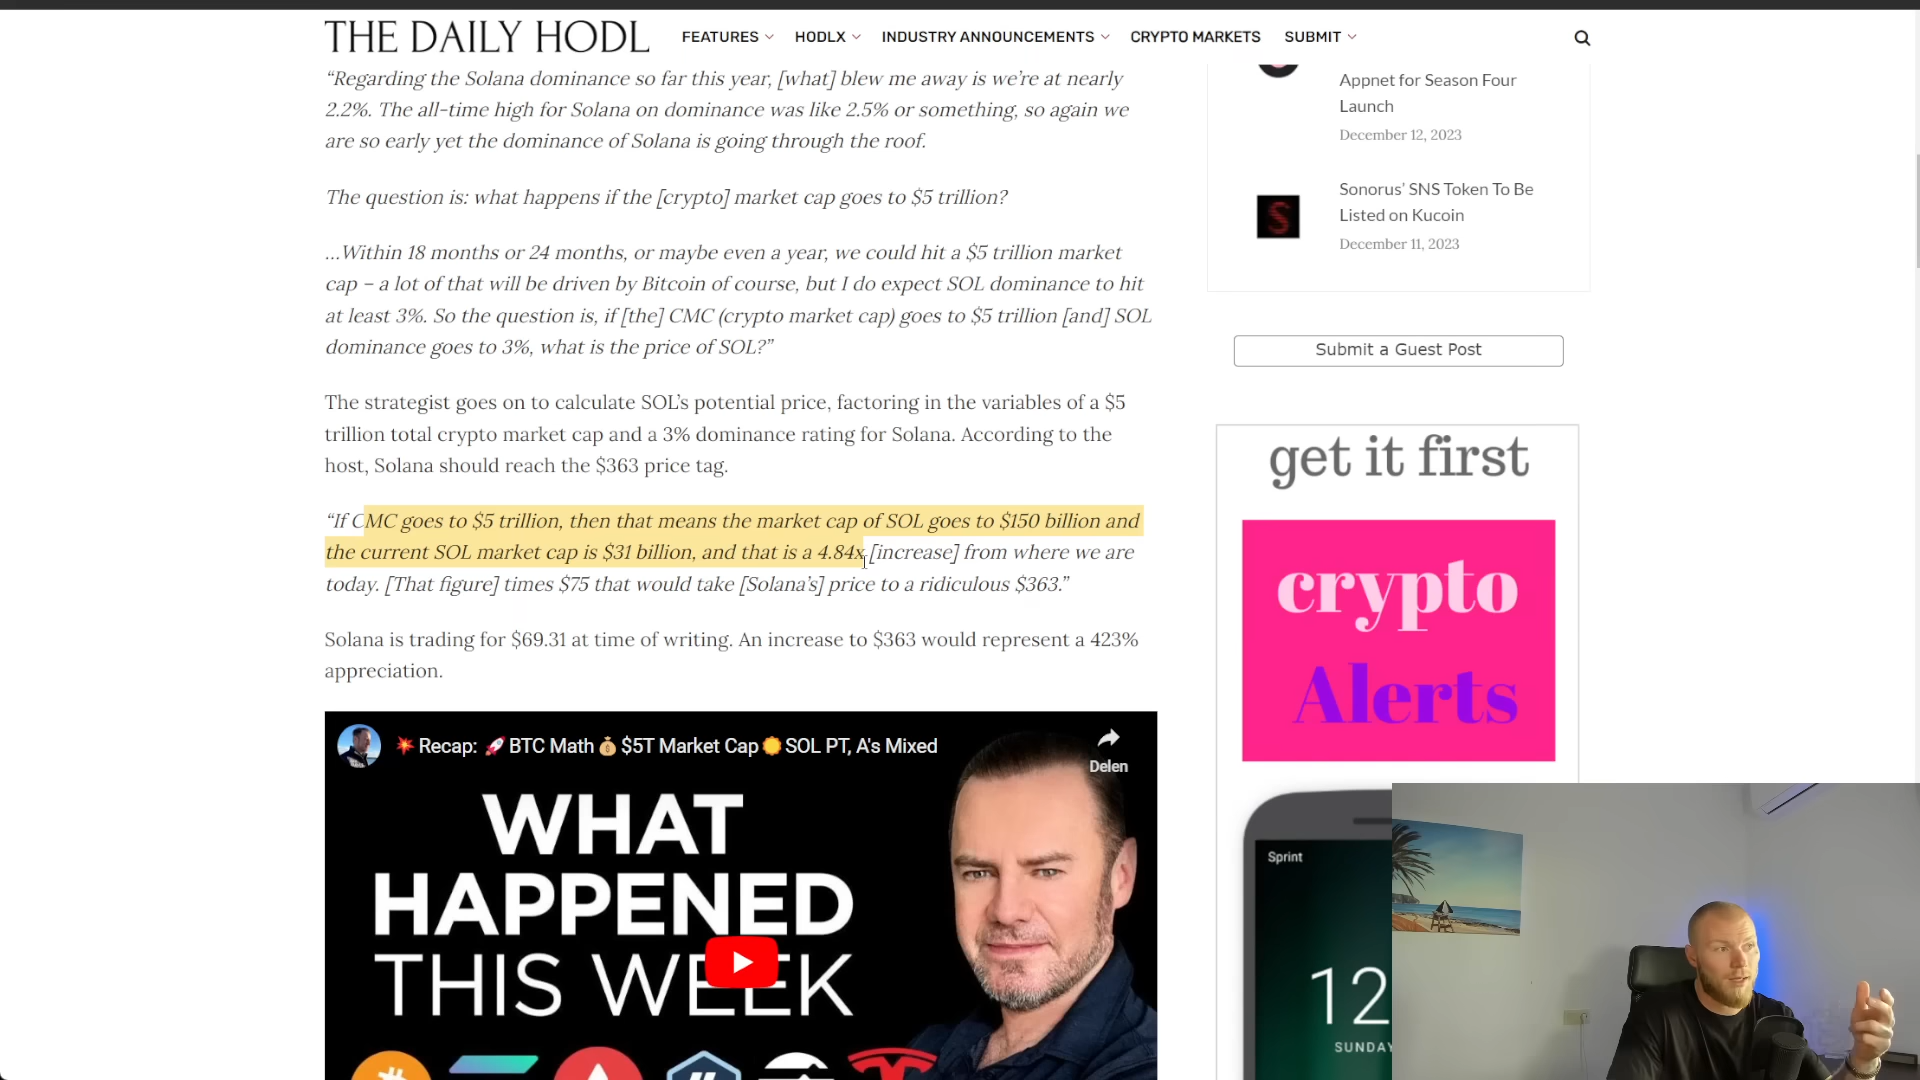 THE DAILY HODL
FEATURES
HODLX
INDUSTRY ANNOUNCEMENTS
CRYPTO MARKETS
SUBMIT
“Regarding the Solana dominance so far this year, [what] blew me away is we’re at nearly
2.2%. The all-time high for Solana on dominance was like 2.5% or something, so again we
are so early yet the dominance of Solana is going through the roof.
The question is: what happens if the [crypto] market cap goes to $5 trillion?
…Within 18 months or 24 months, or maybe even a year, we could hit a $5 trillion market
cap – a lot of that will be driven by Bitcoin of course, but I do expect SOL dominance to hit
at least 3%. So the question is, if [the] CMC (crypto market cap) goes to $5 trillion [and] SOL
dominance goes to 3%, what is the price of SOL?”
The strategist goes on to calculate SOL’s potential price, factoring in the variables of a $5
trillion total crypto market cap and a 3% dominance rating for Solana. According to the
host, Solana should reach the $363 price tag.
“If CMC goes to $5 trillion, then that means the market cap of SOL goes to $150 billion and
the current SOL market cap is $31 billion, and that is a 4.84x [increase] from where we are
today. [That figure] times $75 that would take [Solana’s] price to a ridiculous $363.”
Solana is trading for $69.31 at time of writing. An increase to $363 would represent a 423%
appreciation.
💥 Recap: 🚀 BTC Math 💰 $5T Market Cap 🌟 SOL PT, A's Mixed
Delen
WHAT
HAPPENED
THIS WEEK
Appnet for Season Four
Launch
December 12, 2023
Sonorus’ SNS Token To Be
Listed on Kucoin
December 11, 2023
Submit a Guest Post
get it first
crypto
Alerts
Sprint
12
SUNDAY